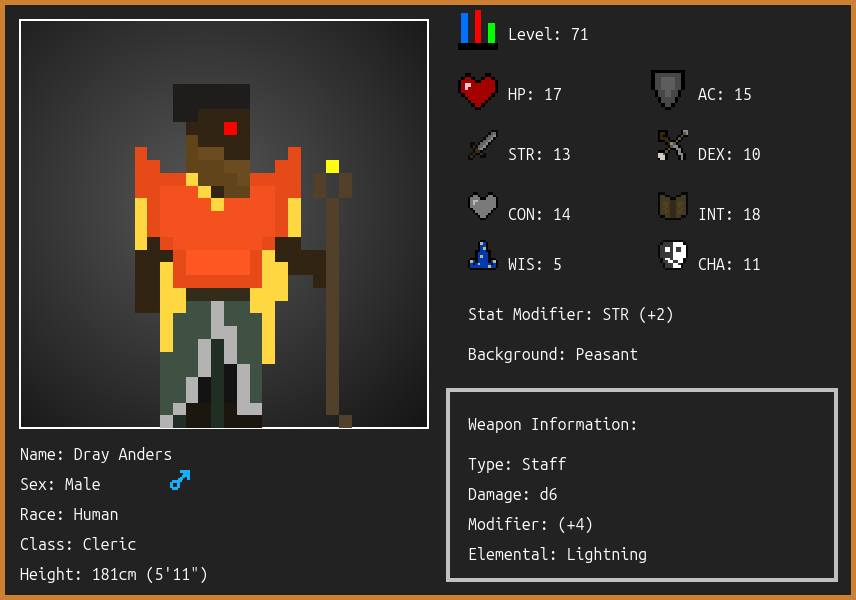 Level: 71
HP: 17
AC: 15
STR: 13
DEX: 10
CON: 14
INT: 18
WIS: 5
CHA: 11
Stat Modifier: STR (+2)
Background: Peasant
Weapon Information:
Type: Staff
Damage: d6
Modifier: (+4)
Elemental: Lightning
Name: Dray Anders
Sex: Male
Race: Human
Class: Cleric
Height: 181cm (5'11")